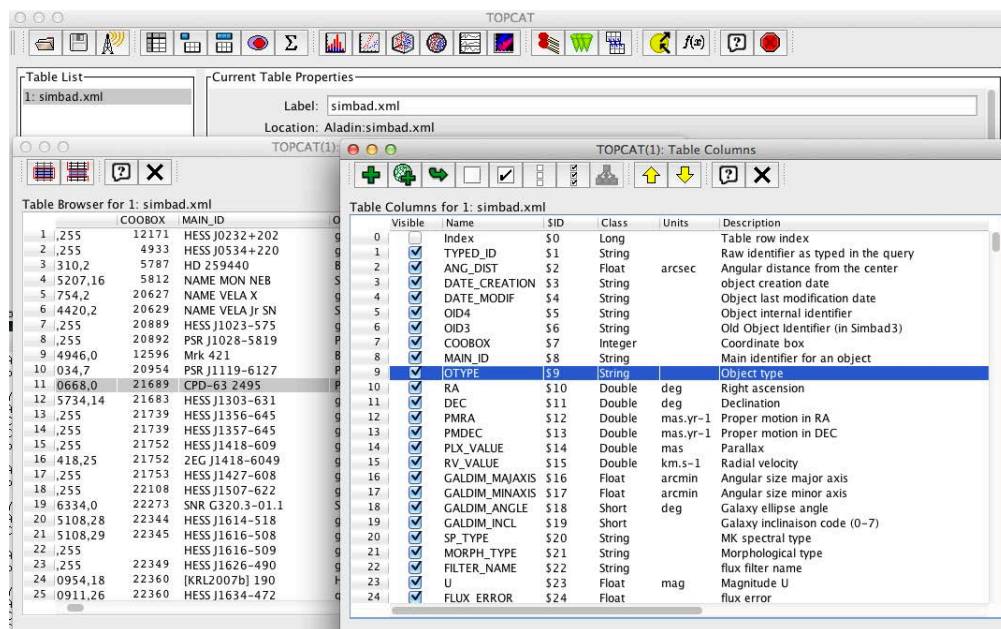 TOPCAT
f(x)
Table List
1: simbad.xml
Current Table Properties
Label: simbad.xml
Location: Aladin:simbad.xml
TOPCAT(1):
Table Browser for 1: simbad.xml
COOBOX MAIN_ID
1 ,255 12171 HESS J0232+202
2 ,255 4933 HESS J0534+220
3 310,2 5787 HD 259440
4 5207,16 5812 NAME MON NEB
5 754,2 20627 NAME VELA X
6 4420,2 20629 NAME VELA Jr SN
7 ,255 20889 HESS J1023-575
8 ,255 20892 PSR J1028-5819
9 4946,0 12596 Mrk 421
10 034,7 20954 PSR J1119-6127
11 0668,0 21689 CPD-63 2495
12 5734,14 21683 HESS J1303-631
13 ,255 21739 HESS J1356-645
14 ,255 21739 HESS J1357-645
15 ,255 21752 HESS J1418-609
16 418,25 21752 2EG J1418-6049
17 ,255 21753 HESS J1427-608
18 ,255 22108 HESS J1507-622
19 6334,0 22273 SNR G320.3-01.1
20 5108,28 22344 HESS J1614-518
21 5108,29 22345 HESS J1616-508
22 ,255 HESS J1616-509
23 ,255 22349 HESS J1626-490
24 0954,18 22360 [KRL2007b] 190
25 0911,26 22360 HESS J1634-472
TOPCAT(1): Table Columns
Table Columns for 1: simbad.xml
Visible Name $ID Class Units Description
0 Index $0 Long Table row index
1 TYPED_ID $1 String Raw identifier as typed in the query
2 ANG_DIST $2 Float arcsec Angular distance from the center
3 DATE_CREATION $3 String object creation date
4 DATE_MODIF $4 String Object last modification date
5 OID4 $5 String Object internal identifier
6 OID3 $6 String Old Object Identifier (in Simbad3)
7 COOBOX $7 Integer Coordinate box
8 MAIN_ID $8 String Main identifier for an object
9 OTYPE $9 String Object type
10 RA $10 Double deg Right ascension
11 DEC $11 Double deg Declination
12 PMRA $12 Double mas.yr-1 Proper motion in RA
13 PMDEC $13 Double mas.yr-1 Proper motion in DEC
14 PLX_VALUE $14 Double mas Parallax
15 RV_VALUE $15 Double km.s-1 Radial velocity
16 GALDIM_MAJAXIS $16 Float arcmin Angular size major axis
17 GALDIM_MINAXIS $17 Float arcmin Angular size minor axis
18 GALDIM_ANGLE $18 Short deg Galaxy ellipse angle
19 GALDIM_INCL $19 Short Galaxy inclinaison code (0-7)
20 SP_TYPE $20 String MK spectral type
21 MORPH_TYPE $21 String Morphological type
22 FILTER_NAME $22 String flux filter name
23 U $23 Float mag Magnitude U
24 FLUX_ERROR $24 Float flux error